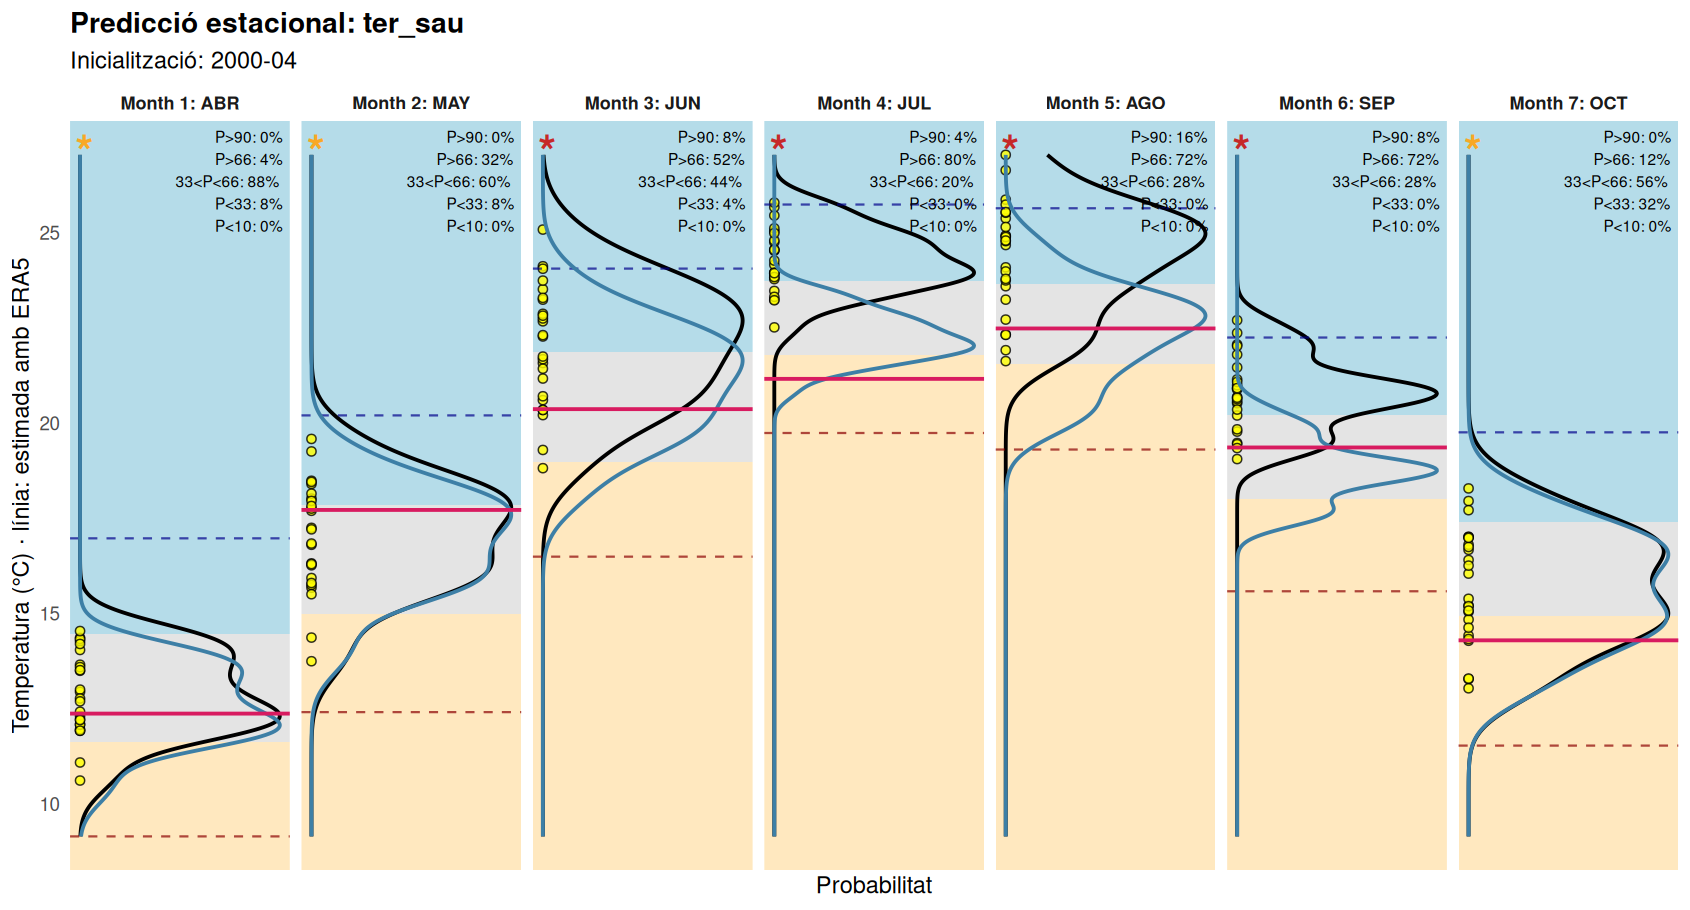 Predicció estacional: ter_sau
Inicialització: 2000-04
Month 1: ABR
Month 2: MAY
Month 3: JUN
Month 4: JUL
Month 5: AGO
Month 6: SEP
Month 7: OCT
P>90: 0%
P>66: 4%
33<P<66: 88%
P<33: 8%
P<10: 0%
P>90: 0%
P>66: 32%
33<P<66: 60%
P<33: 8%
P<10: 0%
P>90: 8%
P>66: 52%
33<P<66: 44%
P<33: 4%
P<10: 0%
P>90: 4%
P>66: 80%
33<P<66: 20%
P<33: 0%
P<10: 0%
P>90: 16%
P>66: 72%
33<P<66: 28%
P<33: 0%
P<10: 0%
P>90: 8%
P>66: 72%
33<P<66: 28%
P<33: 0%
P<10: 0%
P>90: 0%
P>66: 12%
33<P<66: 56%
P<33: 32%
P<10: 0%
25
20
15
10
Temperatura (°C) · línia: estimada amb ERA5
Probabilitat